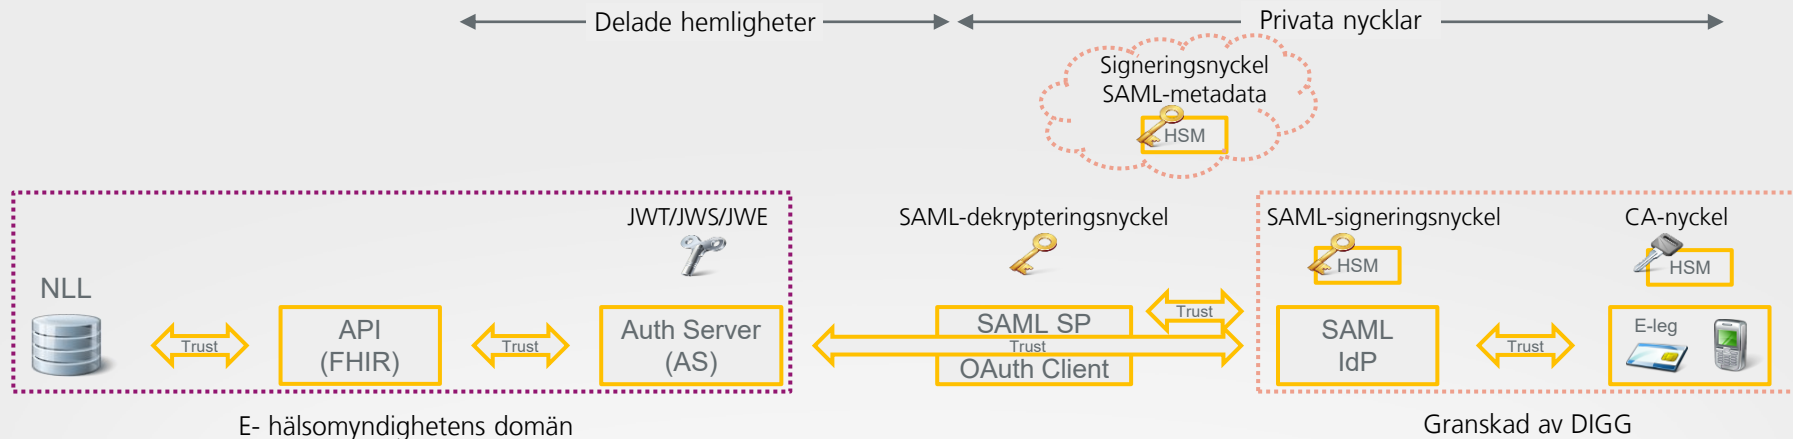 Delade hemligheter
Privata nycklar
Signeringsnyckel
SAML-metadata
HSM
JWT/JWS/JWE
SAML-dekrypteringsnyckel
SAML-signeringsnyckel
CA-nyckel
HSM
HSM
NLL
Trust
API
(FHIR)
Trust
Auth Server
(AS)
SAML SP
Trust
OAuth Client
Trust
SAML
IdP
Trust
E-leg
E- hälsomyndighetens domän
Granskad av DIGG